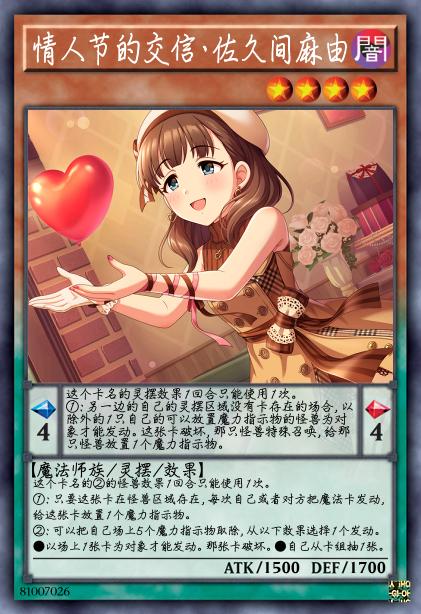 情人节的交信·佐久间麻由
闇
这个卡名的灵摆效果1回合只能使用1次。
①：另一边的自己的灵摆区域没有卡存在的场合，以
除外的1只自己的可以放置魔力指示物的怪兽为对
象才能发动。这张卡破坏，那只怪兽特殊召唤，给那
只怪兽放置1个魔力指示物。
4
4
【魔法师族/灵摆/效果】
这个卡名的②的怪兽效果1回合只能使用1次。
①：只要这张卡在怪兽区域存在，每次自己或者对方把魔法卡发动，
给这张卡放置1个魔力指示物。
②：可以把自己场上5个魔力指示物取除，从以下效果选择1个发动。
●以场上1张卡为对象才能发动。那张卡破坏。●自己从卡组抽1张。
ATK/1500 DEF/1700
81007026